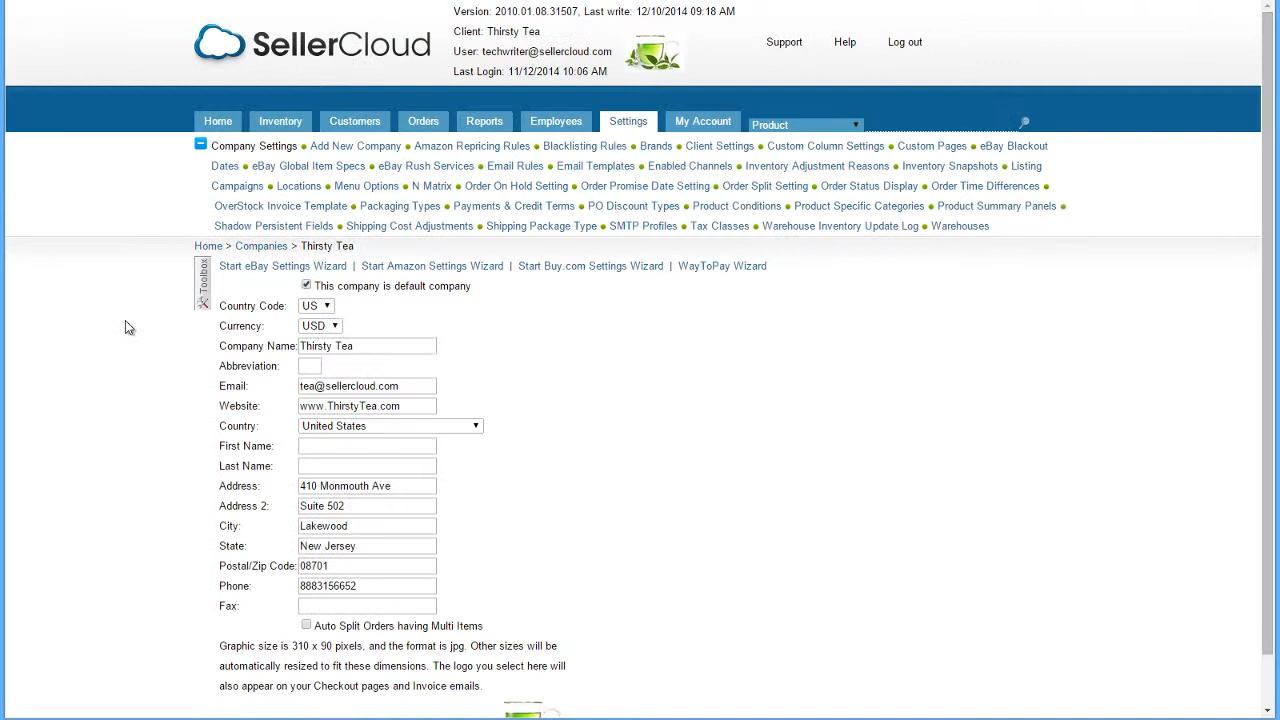 Version: 2010.01.08.31507, Last write: 12/10/2014 09:18 AM
SellerCloud
Client: Thirsty Tea
User: techwriter@sellercloud.com
Last Login: 11/12/2014 10:06 AM
Support Help Log out
Home Inventory Customers Orders Reports Employees Settings My Account Product
Company Settings Add New Company Amazon Repricing Rules Blacklisting Rules Brands Client Settings Custom Column Settings Custom Pages eBay Blackout
Dates eBay Global Item Specs eBay Rush Services Email Rules Email Templates Enabled Channels Inventory Adjustment Reasons Inventory Snapshots Listing
Campaigns Locations Menu Options N Matrix Order On Hold Setting Order Promise Date Setting Order Split Setting Order Status Display Order Time Differences
OverStock Invoice Template Packaging Types Payments & Credit Terms PO Discount Types Product Conditions Product Specific Categories Product Summary Panels
Shadow Persistent Fields Shipping Cost Adjustments Shipping Package Type SMTP Profiles Tax Classes Warehouse Inventory Update Log Warehouses
Home > Companies > Thirsty Tea
Toolbox
Start eBay Settings Wizard | Start Amazon Settings Wizard | Start Buy.com Settings Wizard | WayToPay Wizard
This company is default company
Country Code: US
Currency: USD
Company Name: Thirsty Tea
Abbreviation:
Email: tea@sellercloud.com
Website: www.ThirstyTea.com
Country: United States
First Name:
Last Name:
Address: 410 Monmouth Ave
Address 2: Suite 502
City: Lakewood
State: New Jersey
Postal/Zip Code: 08701
Phone: 8883156652
Fax:
Auto Split Orders having Multi Items
Graphic size is 310 x 90 pixels, and the format is jpg. Other sizes will be
automatically resized to fit these dimensions. The logo you select here will
also appear on your Checkout pages and Invoice emails.